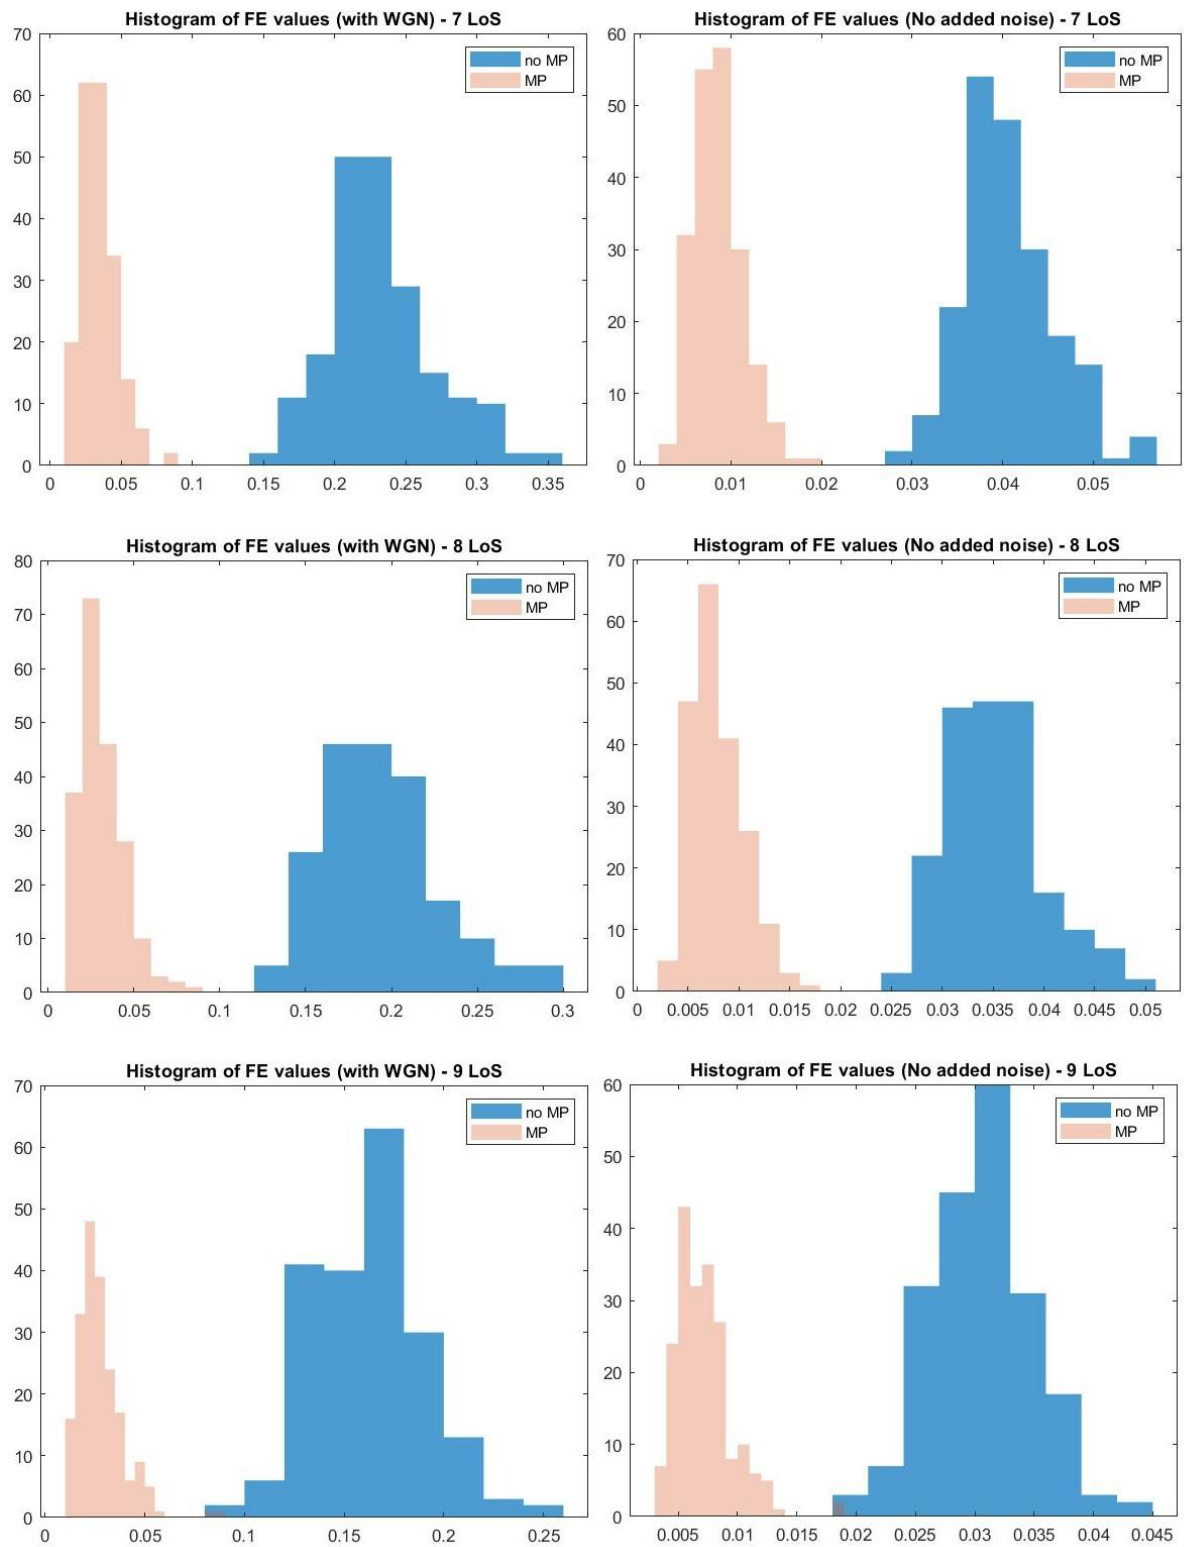 Histogram of FE values (with WGN) - 7 LoS
70
60
50
40
30
20
10
0
0 0.05 0.1 0.15 0.2 0.25 0.3 0.35
no MP
MP
Histogram of FE values (No added noise) - 7 LoS
60
50
40
30
20
10
0
0 0.01 0.02 0.03 0.04 0.05
no MP
MP
Histogram of FE values (with WGN) - 8 LoS
80
70
60
50
40
30
20
10
0
0 0.05 0.1 0.15 0.2 0.25 0.3
no MP
MP
Histogram of FE values (No added noise) - 8 LoS
70
60
50
40
30
20
10
0
0 0.005 0.01 0.015 0.02 0.025 0.03 0.035 0.04 0.045 0.05
no MP
MP
Histogram of FE values (with WGN) - 9 LoS
70
60
50
40
30
20
10
0
0 0.05 0.1 0.15 0.2 0.25
no MP
MP
Histogram of FE values (No added noise) - 9 LoS
60
50
40
30
20
10
0
0.005 0.01 0.015 0.02 0.025 0.03 0.035 0.04 0.045
no MP
MP